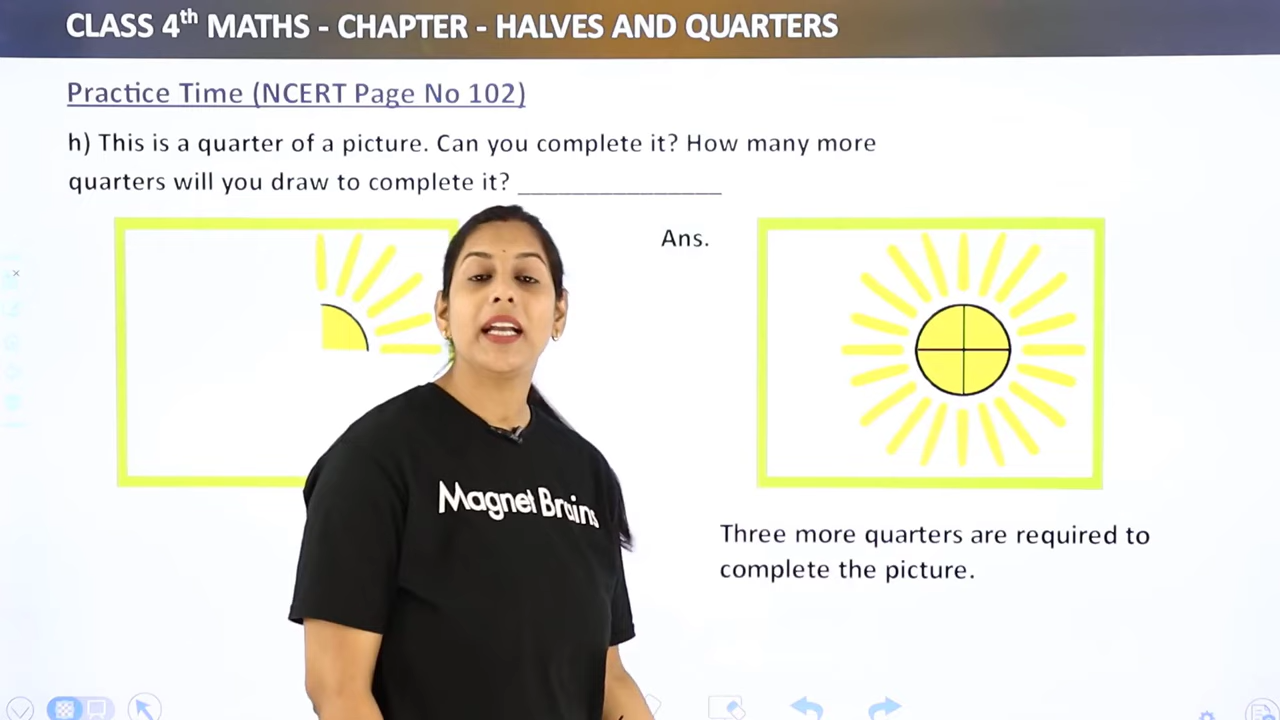 CLASS 4th MATHS - CHAPTER - HALVES AND QUARTERS
Practice Time (NCERT Page No 102)
h) This is a quarter of a picture. Can you complete it? How many more
quarters will you draw to complete it? _______________
Ans.
Magnet Brains
Three more quarters are required to
complete the picture.